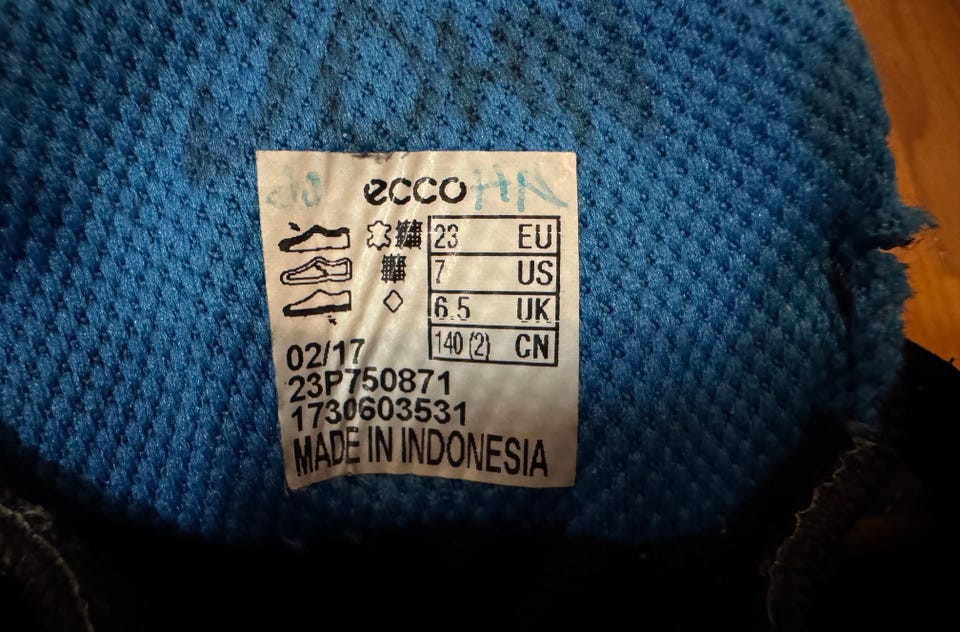 ecco
23 EU
7 US
6.5 UK
140 (2) CN
02/17
23P750871
1730603531
MADE IN INDONESIA